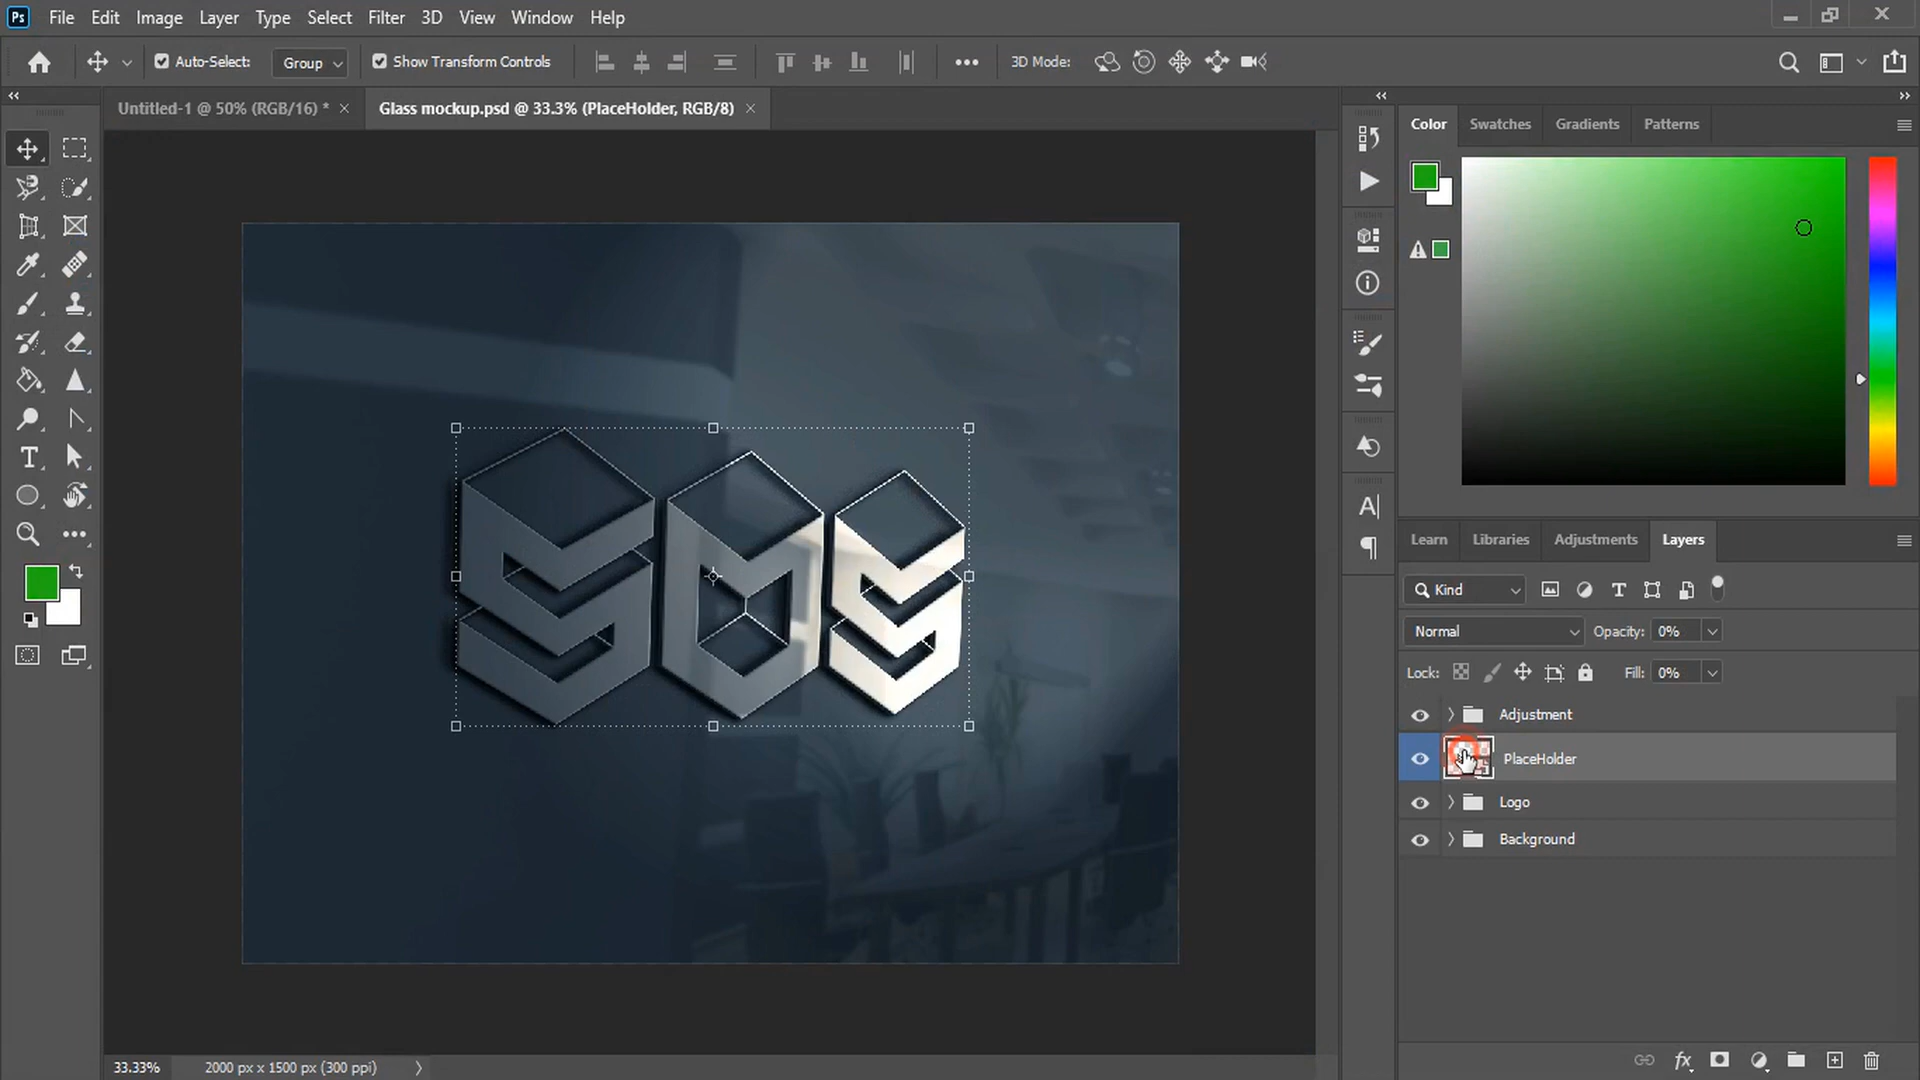 Ps File Edit Image Layer Type Select Filter 3D View Window Help
Auto-Select: Group Show Transform Controls 3D Mode:
Untitled-1 @ 50% (RGB/16) * Glass mockup.psd @ 33.3% (PlaceHolder, RGB/8)
Color Swatches Gradients Patterns
SOS
Learn Libraries Adjustments Layers
Kind
Normal Opacity: 0%
Lock: Fill: 0%
Adjustment
PlaceHolder
Logo
Background
33.33% 2000 px x 1500 px (300 ppi)